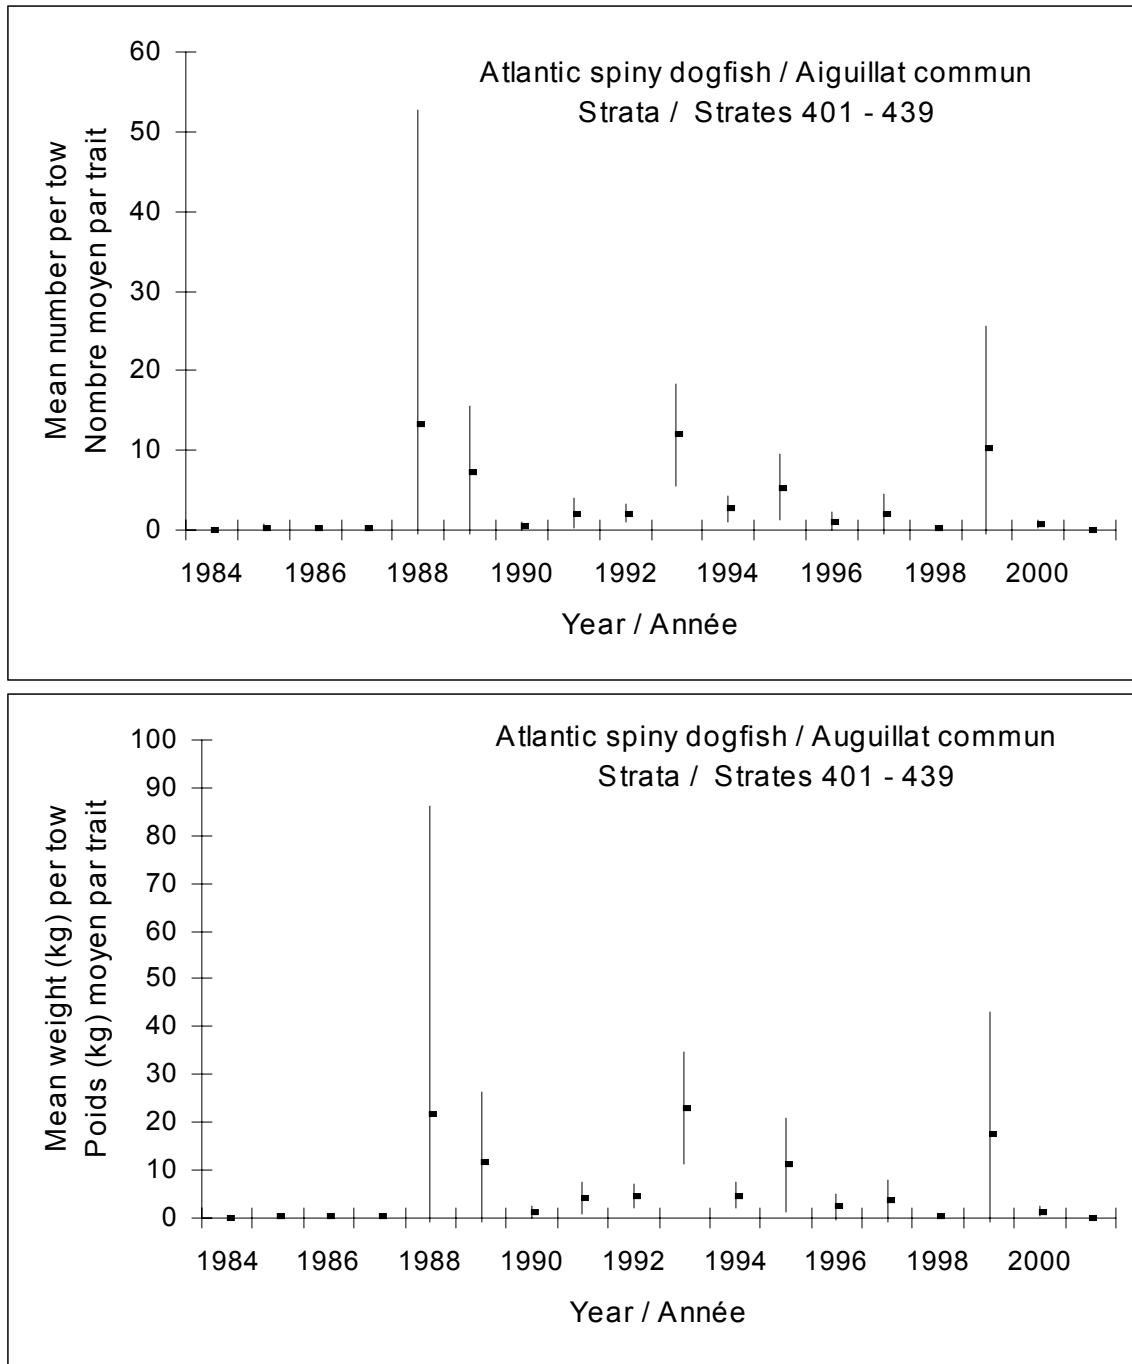 Atlantic spiny dogfish / Aiguillat commun
Strata / Strates 401 - 439
Mean number per tow
Nombre moyen par trait
60
50
40
30
20
10
0
1984 1986 1988 1990 1992 1994 1996 1998 2000
Year / Année
Atlantic spiny dogfish / Auguillat commun
Strata / Strates 401 - 439
Mean weight (kg) per tow
Poids (kg) moyen par trait
100
90
80
70
60
50
40
30
20
10
0
1984 1986 1988 1990 1992 1994 1996 1998 2000
Year / Année